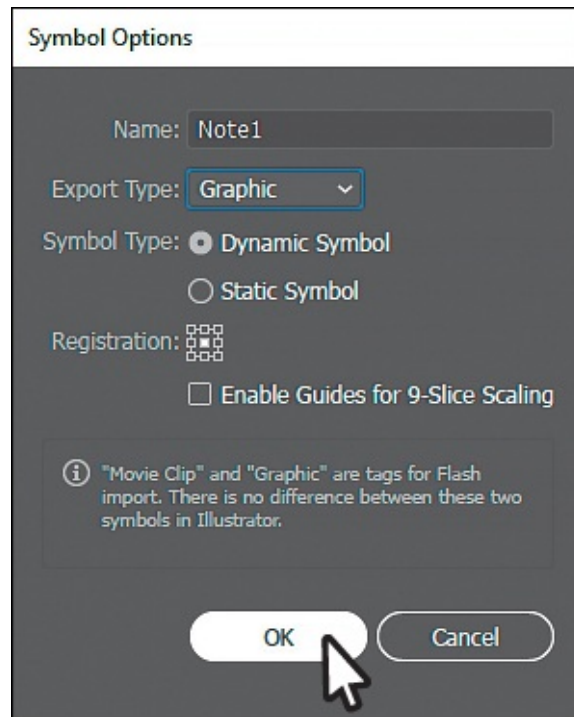 Symbol Options
Name: Note1
Export Type: Graphic
Symbol Type: Dynamic Symbol
Static Symbol
Registration:
Enable Guides for 9-Slice Scaling
"Movie Clip" and "Graphic" are tags for Flash
import. There is no difference between these two
symbols in Illustrator.
OK Cancel